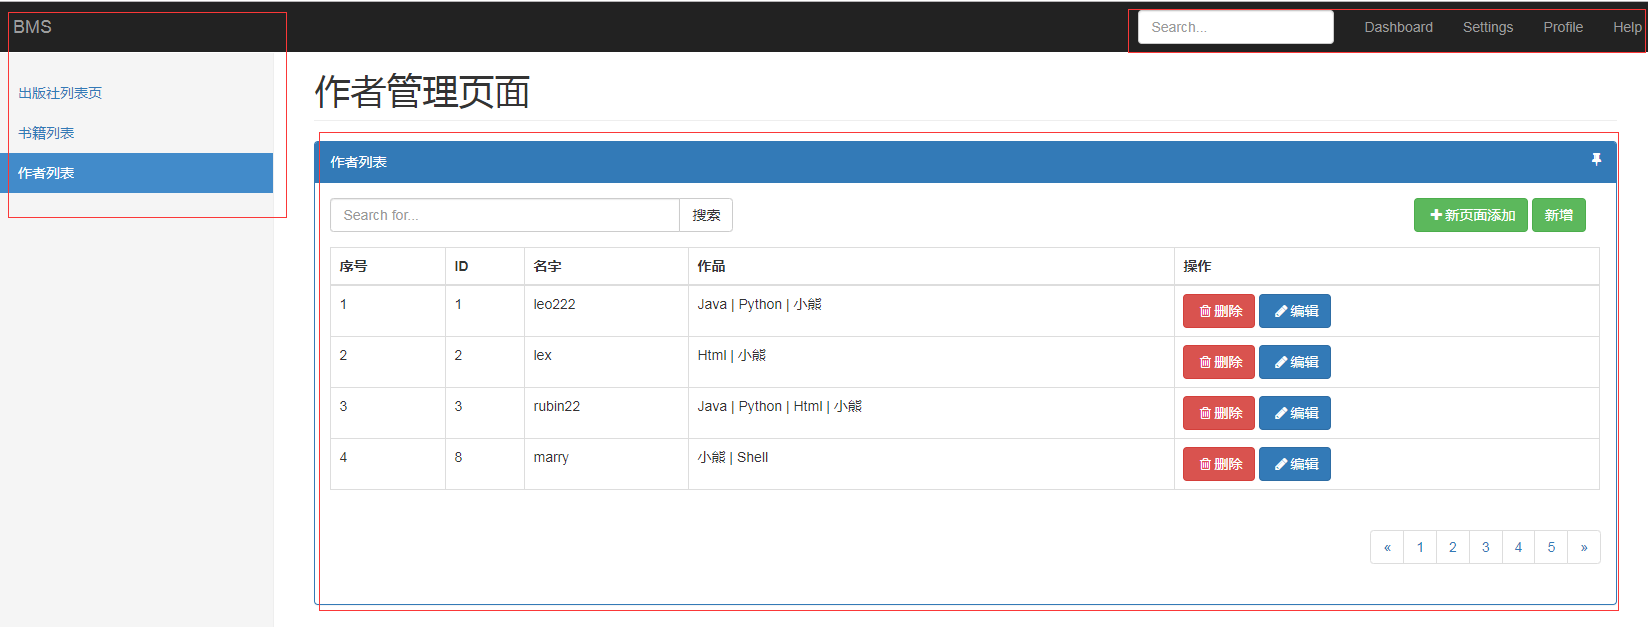 BMS
Search... Dashboard Settings Profile Help
出版社列表页
书籍列表
作者列表
作者管理页面
作者列表
Search for... 搜索 新页面添加 新增
序号 ID 名字 作品 操作
1 1 leo222 Java | Python | 小熊 删除 编辑
2 2 lex Html | 小熊 删除 编辑
3 3 rubin22 Java | Python | Html | 小熊 删除 编辑
4 8 marry 小熊 | Shell 删除 编辑
« 1 2 3 4 5 »